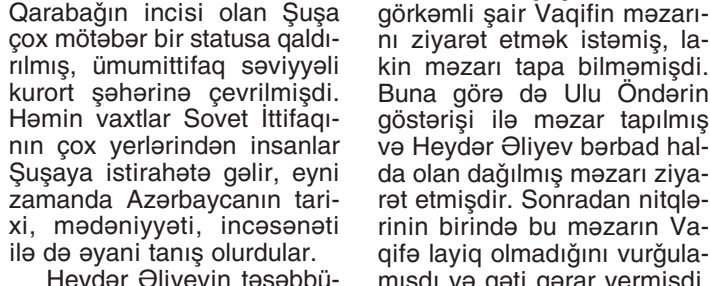 Qarabağın incisi olan Şuşa
çox mötəbər bir statusa qaldı-
rılmış, ümumittifaq səviyyəli
kurort şəhərinə çevrilmişdi.
Həmin vaxtlar Sovet İttifaqı-
nın çox yerlərindən insanlar
Şuşaya istirahətə gəlir, eyni
zamanda Azərbaycanın tari-
xi, mədəniyyəti, incəsənəti
ilə də əyani tanış olurdular.
Heydər Əliyevin təşəbbü-
görkəmli şair Vaqifin məzarı-
nı ziyarət etmək istəmiş, la-
kin məzarı tapa bilməmişdi.
Buna görə də Ulu Öndərin
göstərişi ilə məzar tapılmış
və Heydər Əliyev bərbad hal-
da olan dağılmış məzarı ziya-
rət etmişdir. Sonradan nitqlə-
rinin birində bu məzarın Va-
qifə layiq olmadığını vurğula-
mışdı və qəti qərar vermişdi